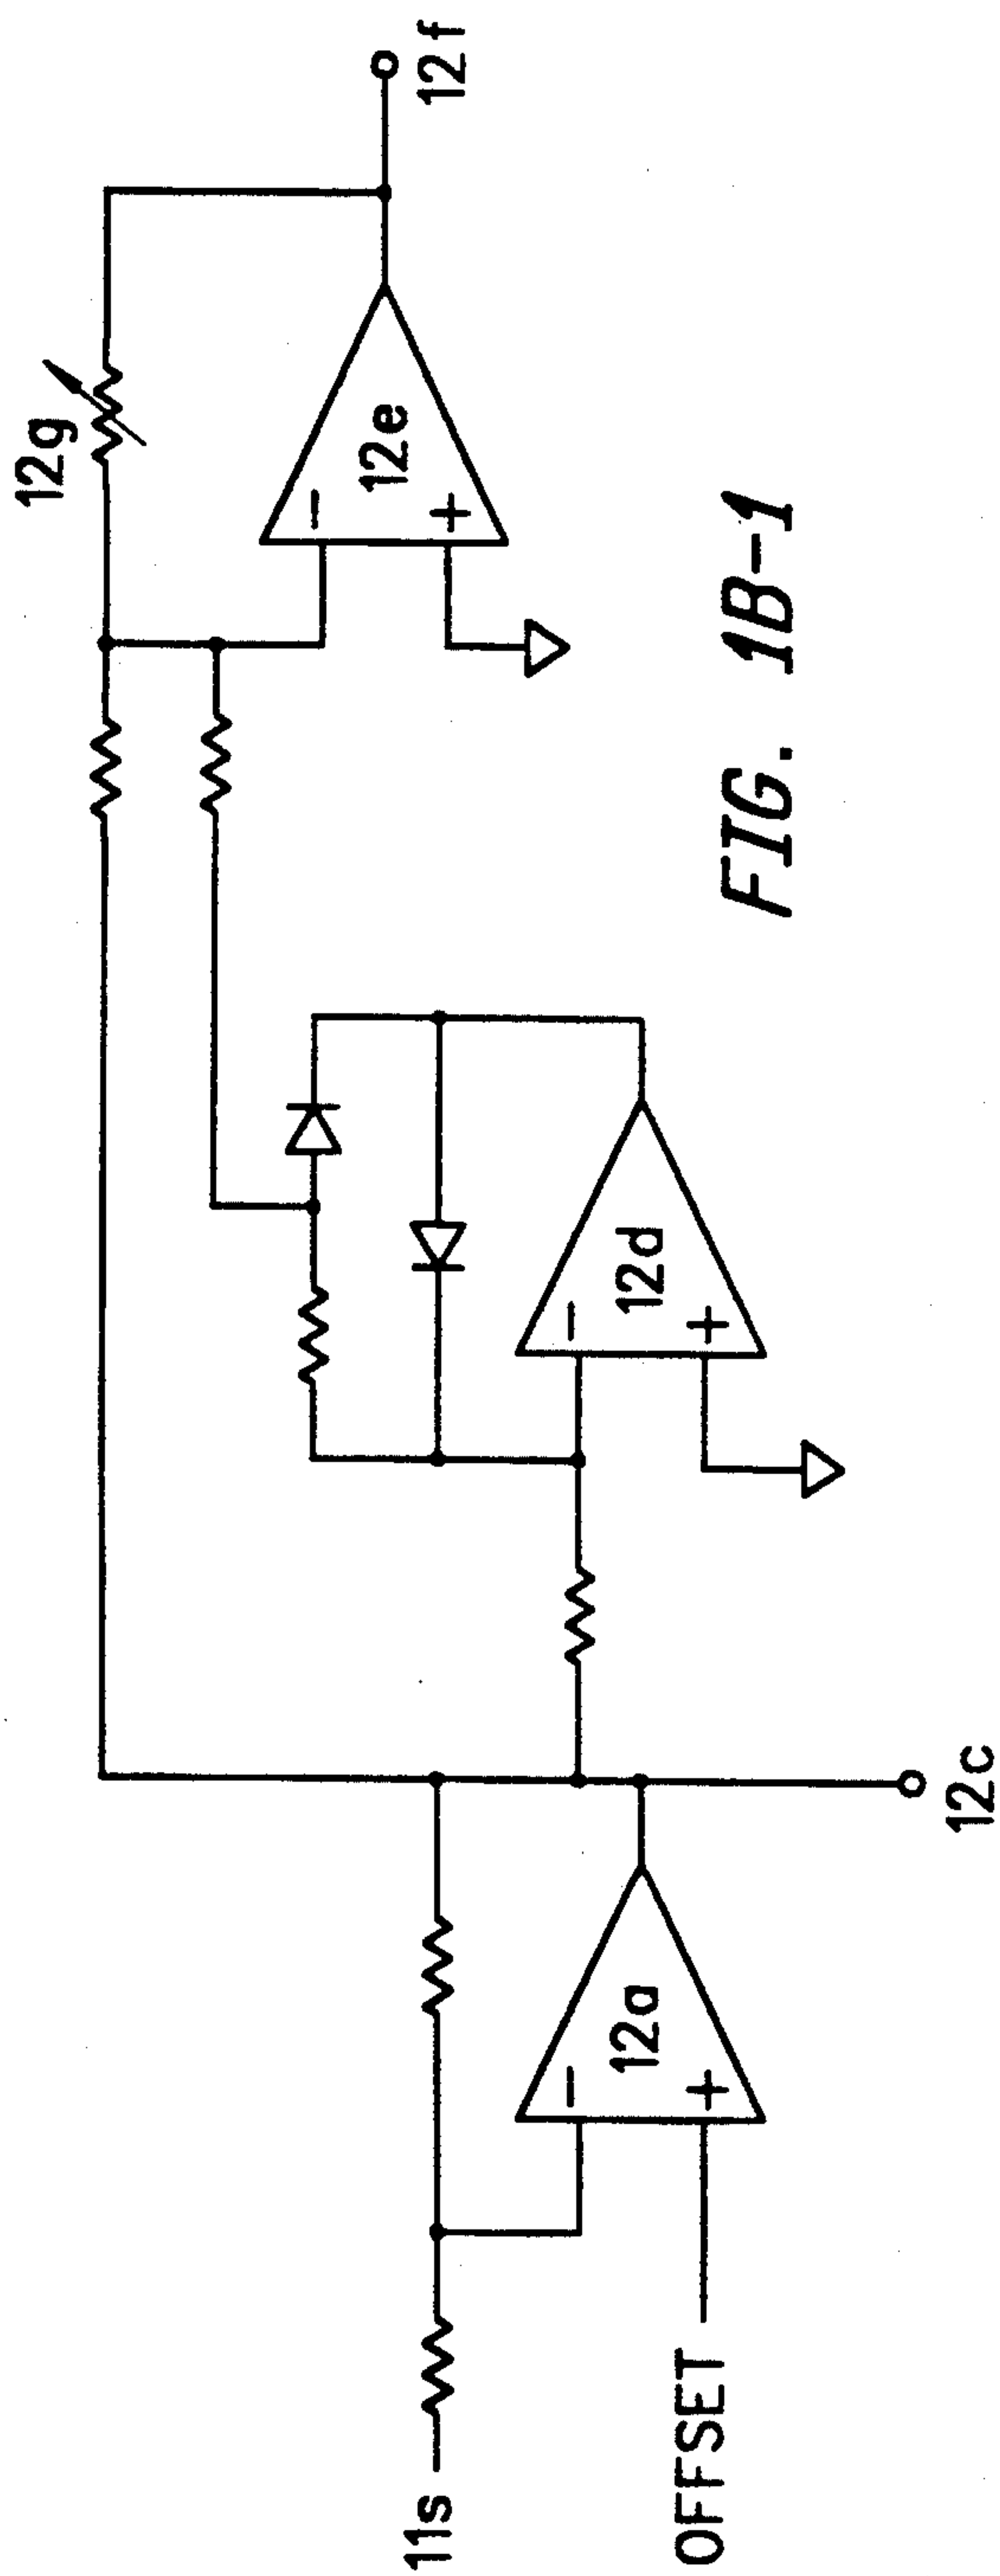 12g
12f
−
12e
+
11s
−
12a
+
OFFSET
−
12d
+
12c
FIG. 1B-1